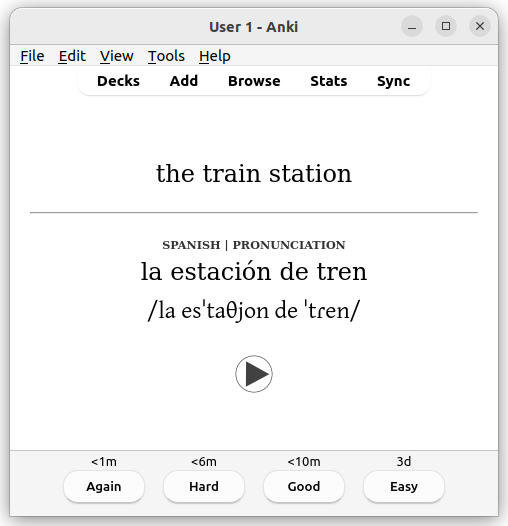 User 1 - Anki
File Edit View Tools Help
Decks Add Browse Stats Sync
the train station
SPANISH | PRONUNCIATION
la estación de tren
/la esˈtaθjon de ˈtɾen/
<1m <6m <10m 3d
Again Hard Good Easy